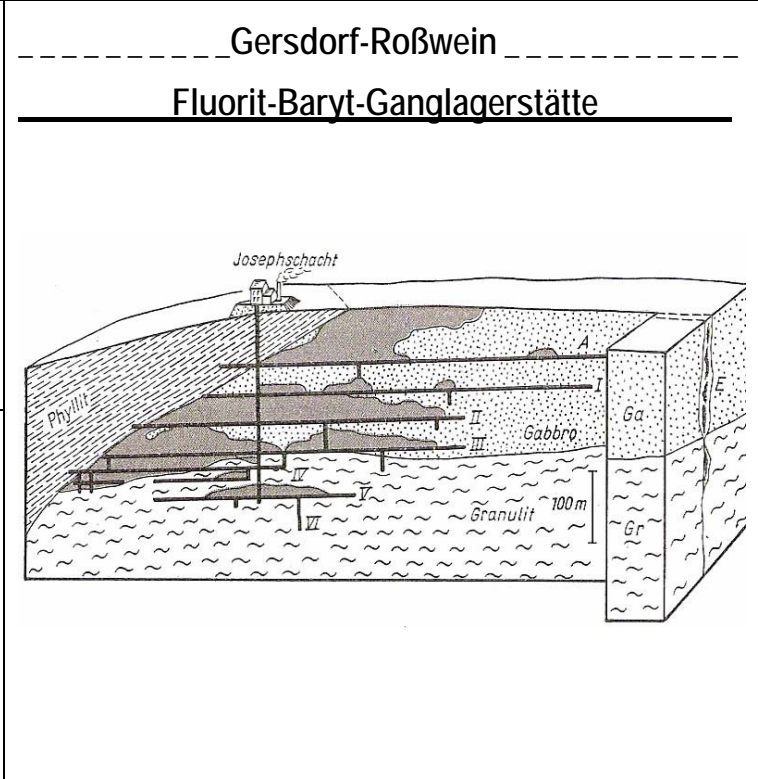 Gersdorf-Roßwein
Fluorit-Baryt-Ganglagerstätte
Josephschacht
A
Phyllit
I
E
Ga
II
Gabbro
III
IV
V
100 m
Granulit
Gr
VI